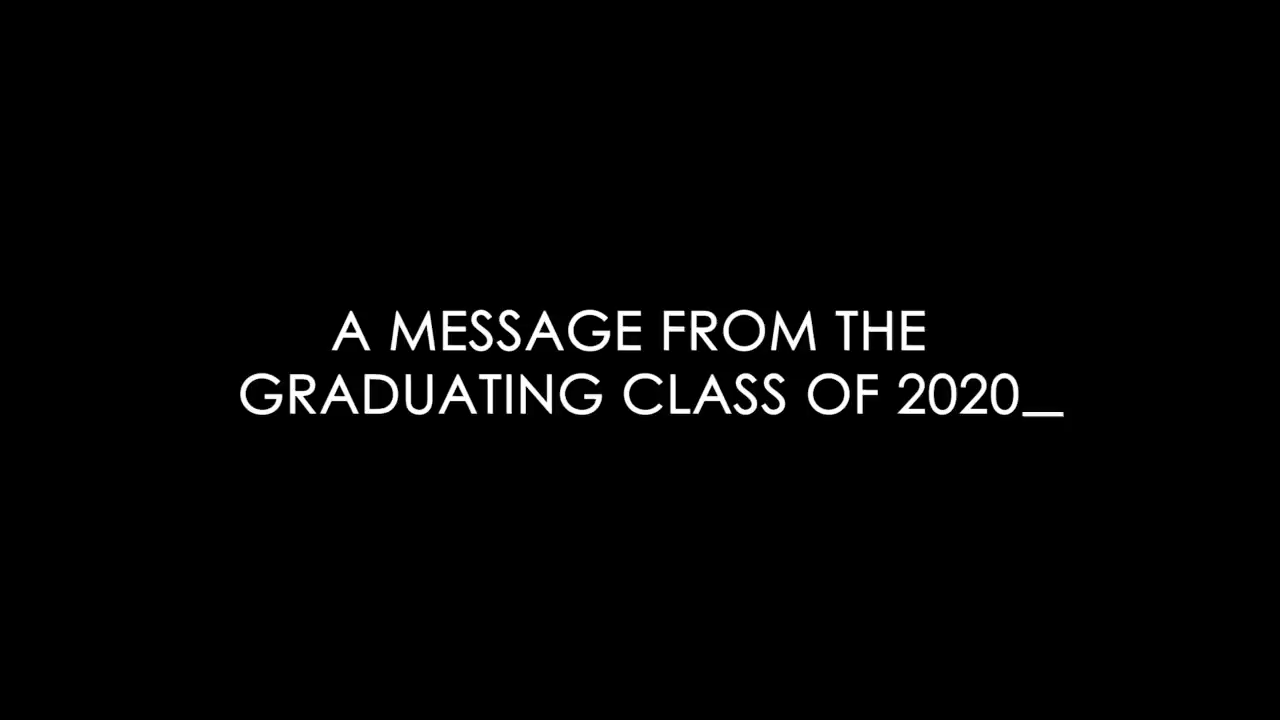 A MESSAGE FROM THE
GRADUATING CLASS OF 2020_